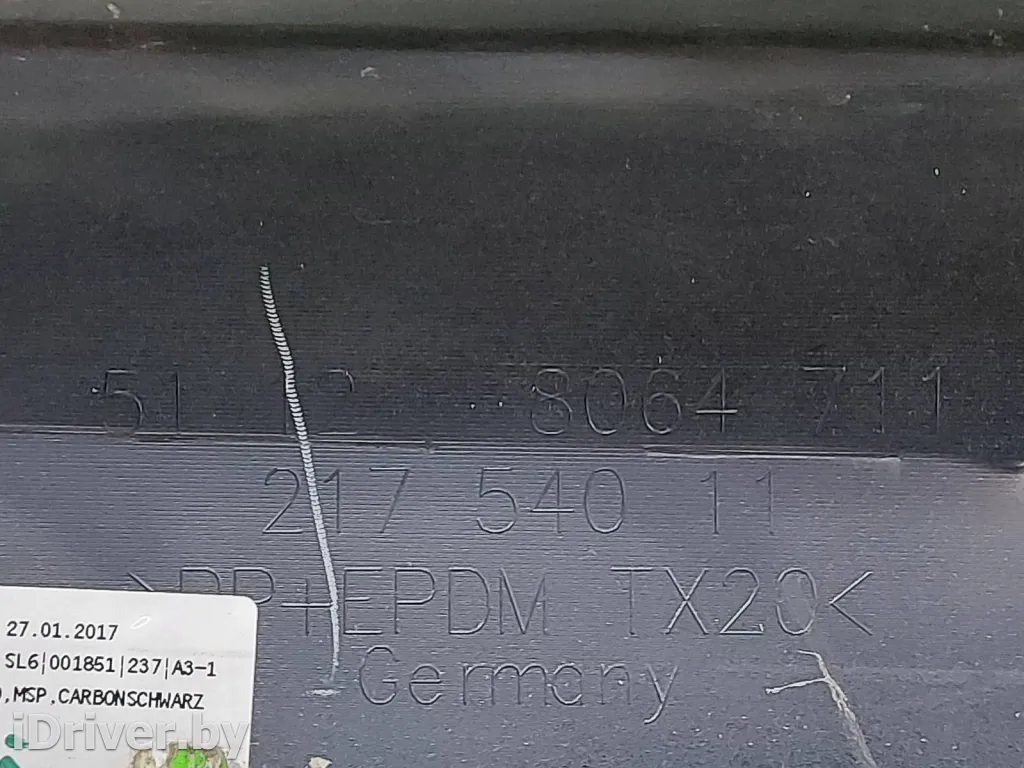 51 12 8064 711
217 540 11
>PP+EPDM TX20<
Germany
27.01.2017
SL6|001851|237|A3-1
,MSP,CARBONSCHWARZ
iDriver.by